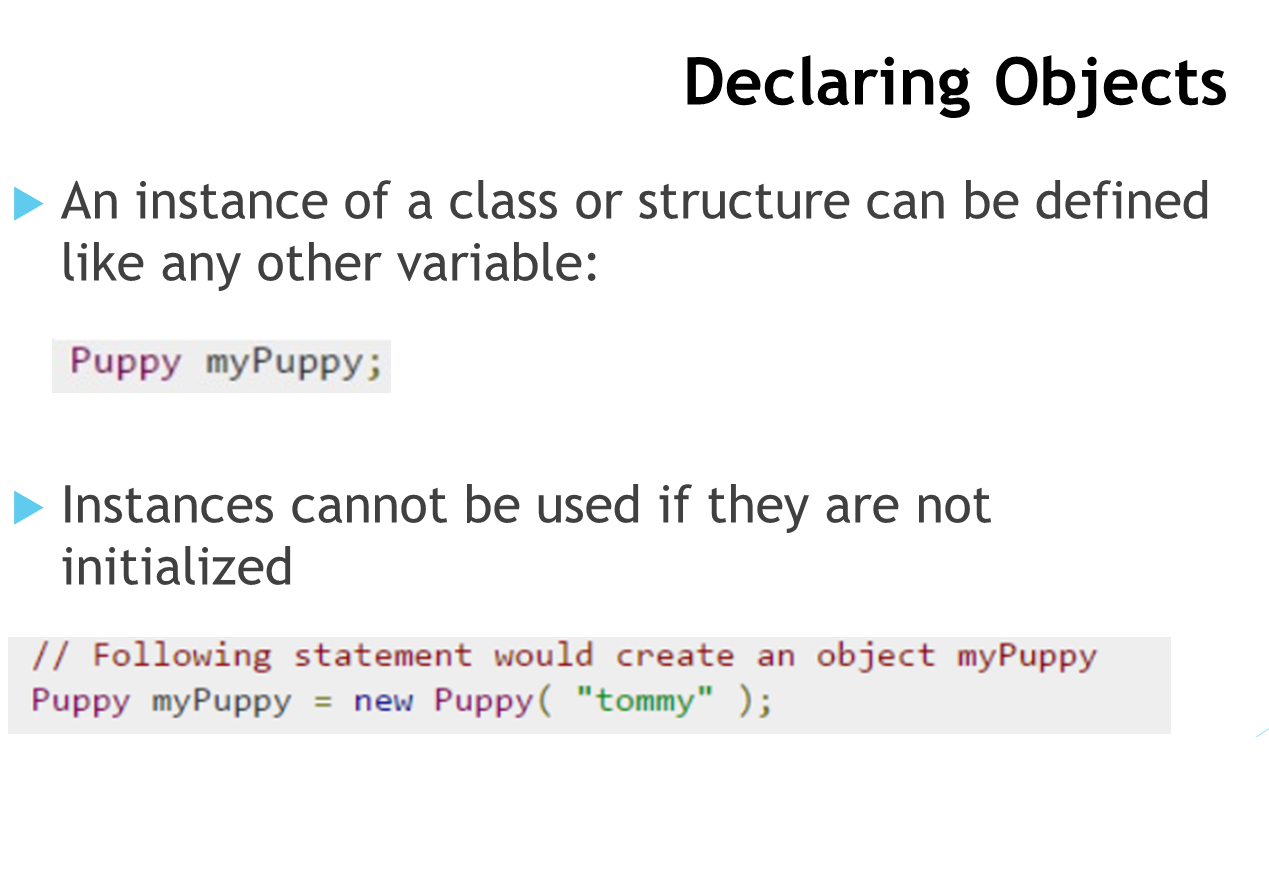 Declaring Objects
An instance of a class or structure can be defined
like any other variable:
Puppy myPuppy;
Instances cannot be used if they are not
initialized
// Following statement would create an object myPuppy
Puppy myPuppy = new Puppy( "tommy" );